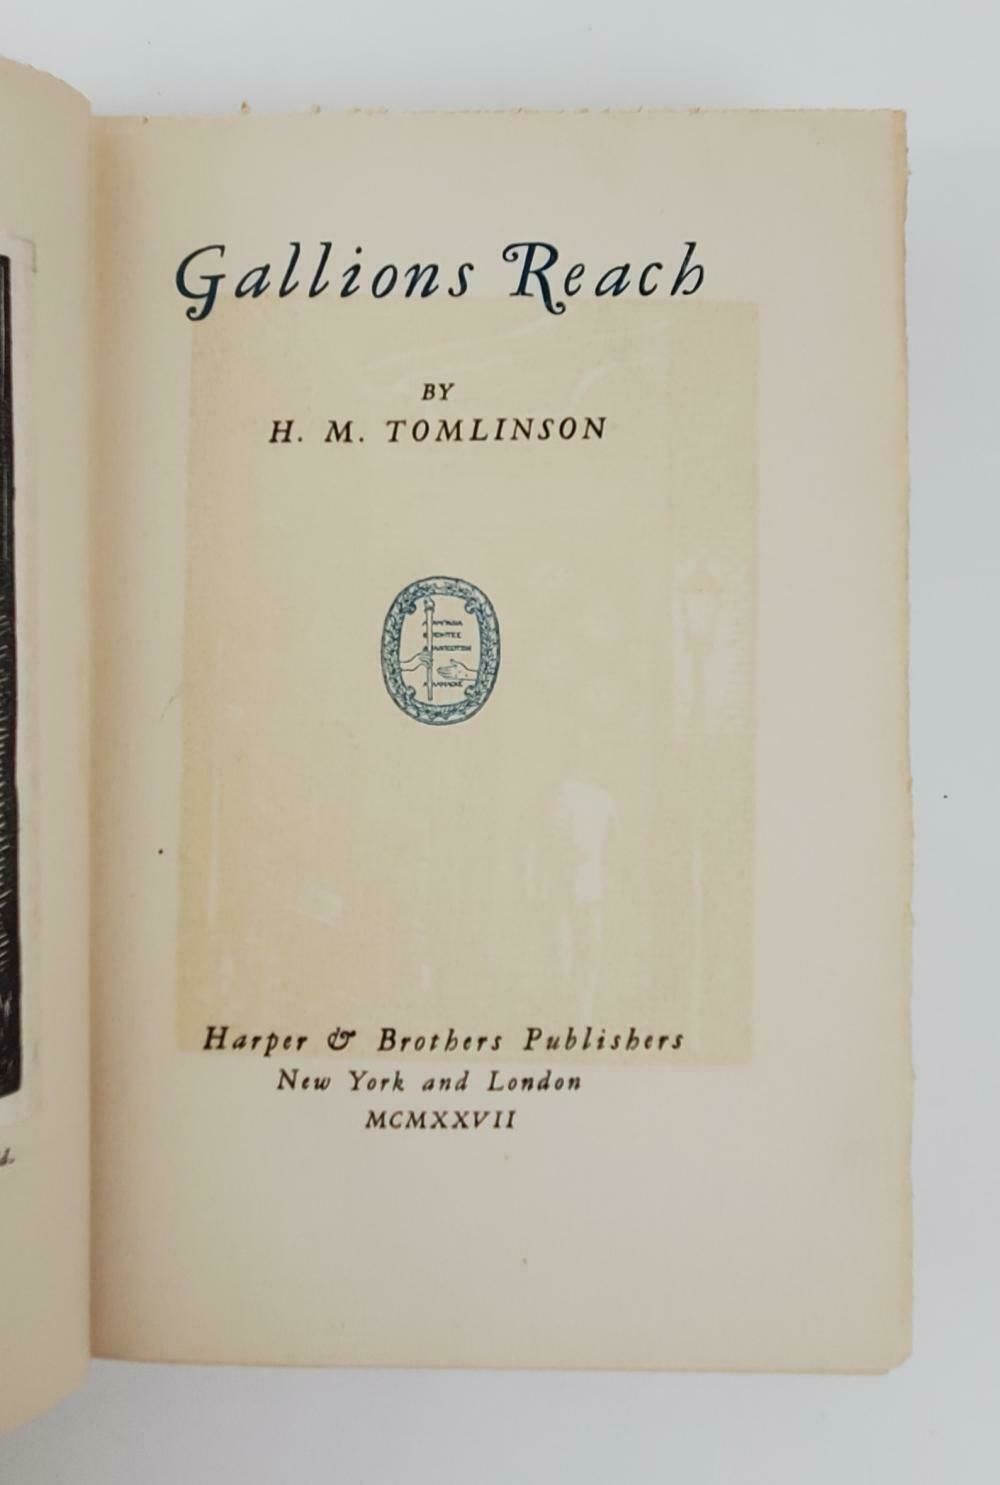 Gallions Reach
BY
H. M. TOMLINSON
Harper & Brothers Publishers
New York and London
MCMXXVII